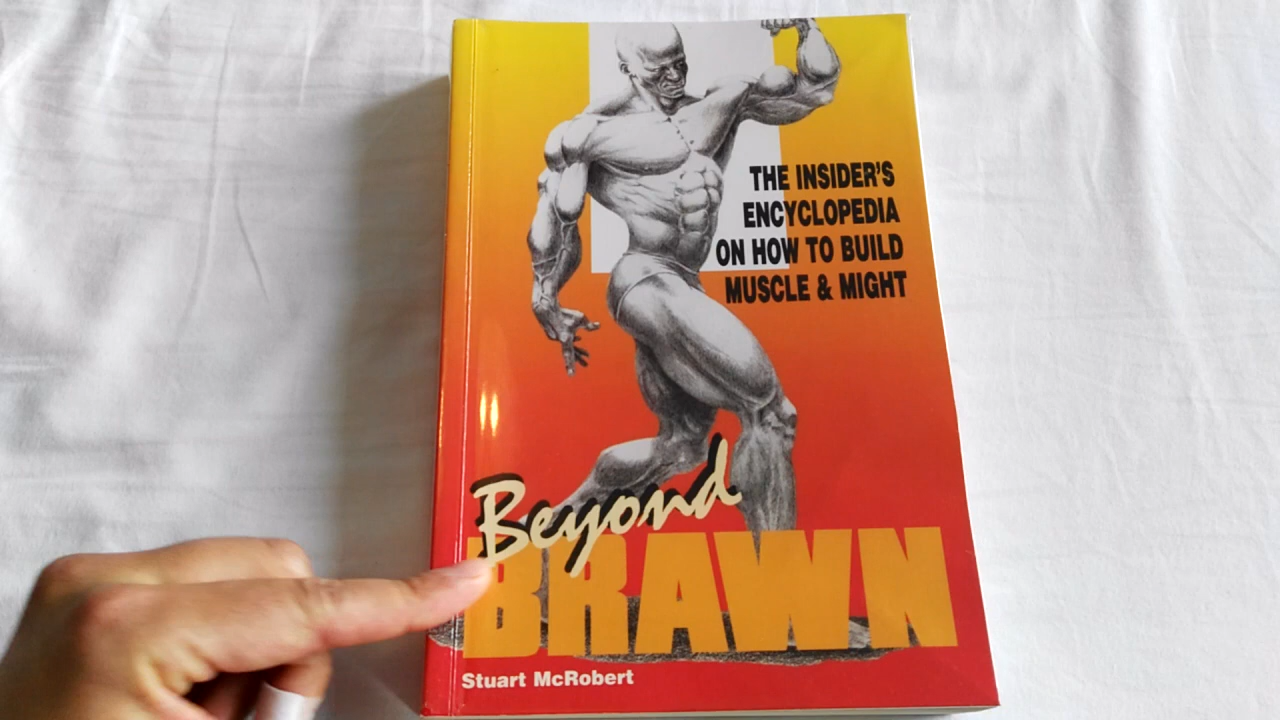 THE INSIDER'S
ENCYCLOPEDIA
ON HOW TO BUILD
MUSCLE & MIGHT
Beyond
BRAWN
Stuart McRobert